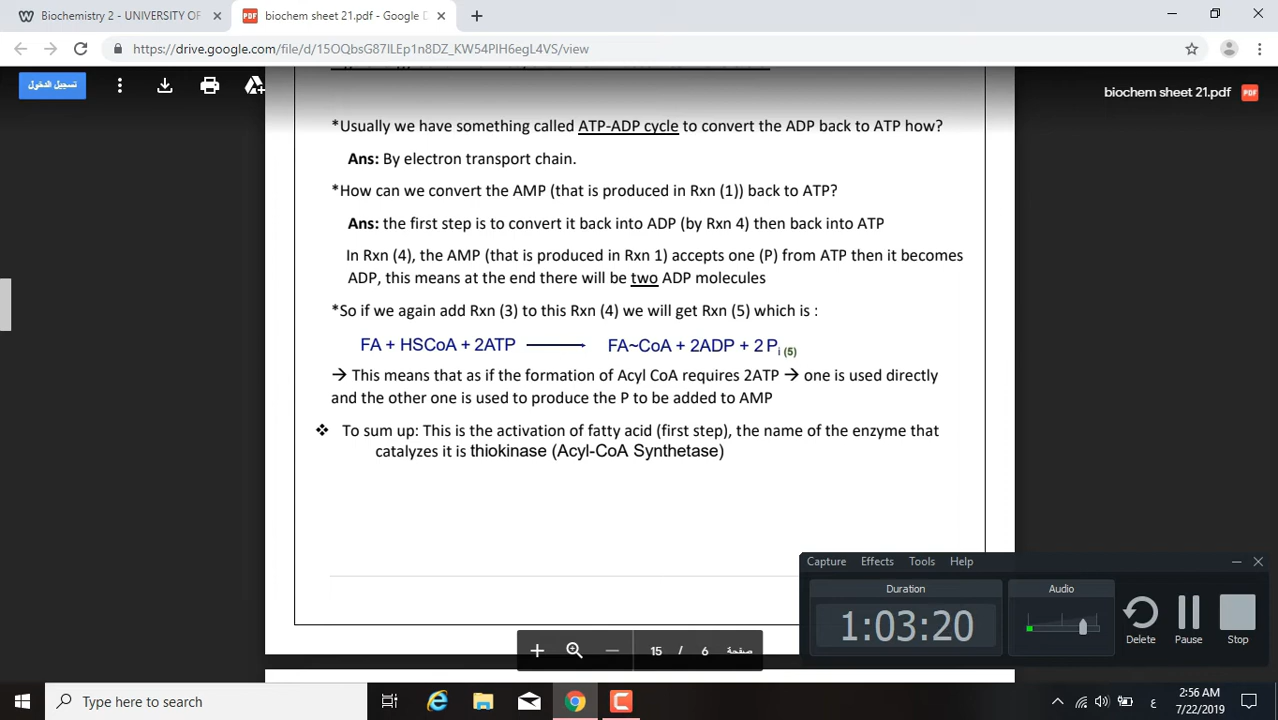 Biochemistry 2 - UNIVERSITY OF
biochem sheet 21.pdf - Google D
https://drive.google.com/file/d/15OQbsG87lLEp1n8DZ_KW54PlH6egL4VS/view
تسجيل الدخول
biochem sheet 21.pdf
PDF
*Usually we have something called ATP-ADP cycle to convert the ADP back to ATP how?
Ans: By electron transport chain.
*How can we convert the AMP (that is produced in Rxn (1)) back to ATP?
Ans: the first step is to convert it back into ADP (by Rxn 4) then back into ATP
In Rxn (4), the AMP (that is produced in Rxn 1) accepts one (P) from ATP then it becomes
ADP, this means at the end there will be two ADP molecules
*So if we again add Rxn (3) to this Rxn (4) we will get Rxn (5) which is :
FA + HSCoA + 2ATP ⟶ FA~CoA + 2ADP + 2 Pi (5)
→ This means that as if the formation of Acyl CoA requires 2ATP → one is used directly
and the other one is used to produce the P to be added to AMP
❖ To sum up: This is the activation of fatty acid (first step), the name of the enzyme that
catalyzes it is thiokinase (Acyl-CoA Synthetase)
Capture Effects Tools Help
Duration
Audio
1:03:20
Delete
Pause
Stop
15 / 6 صفحة
Type here to search
ع
2:56 AM
7/22/2019